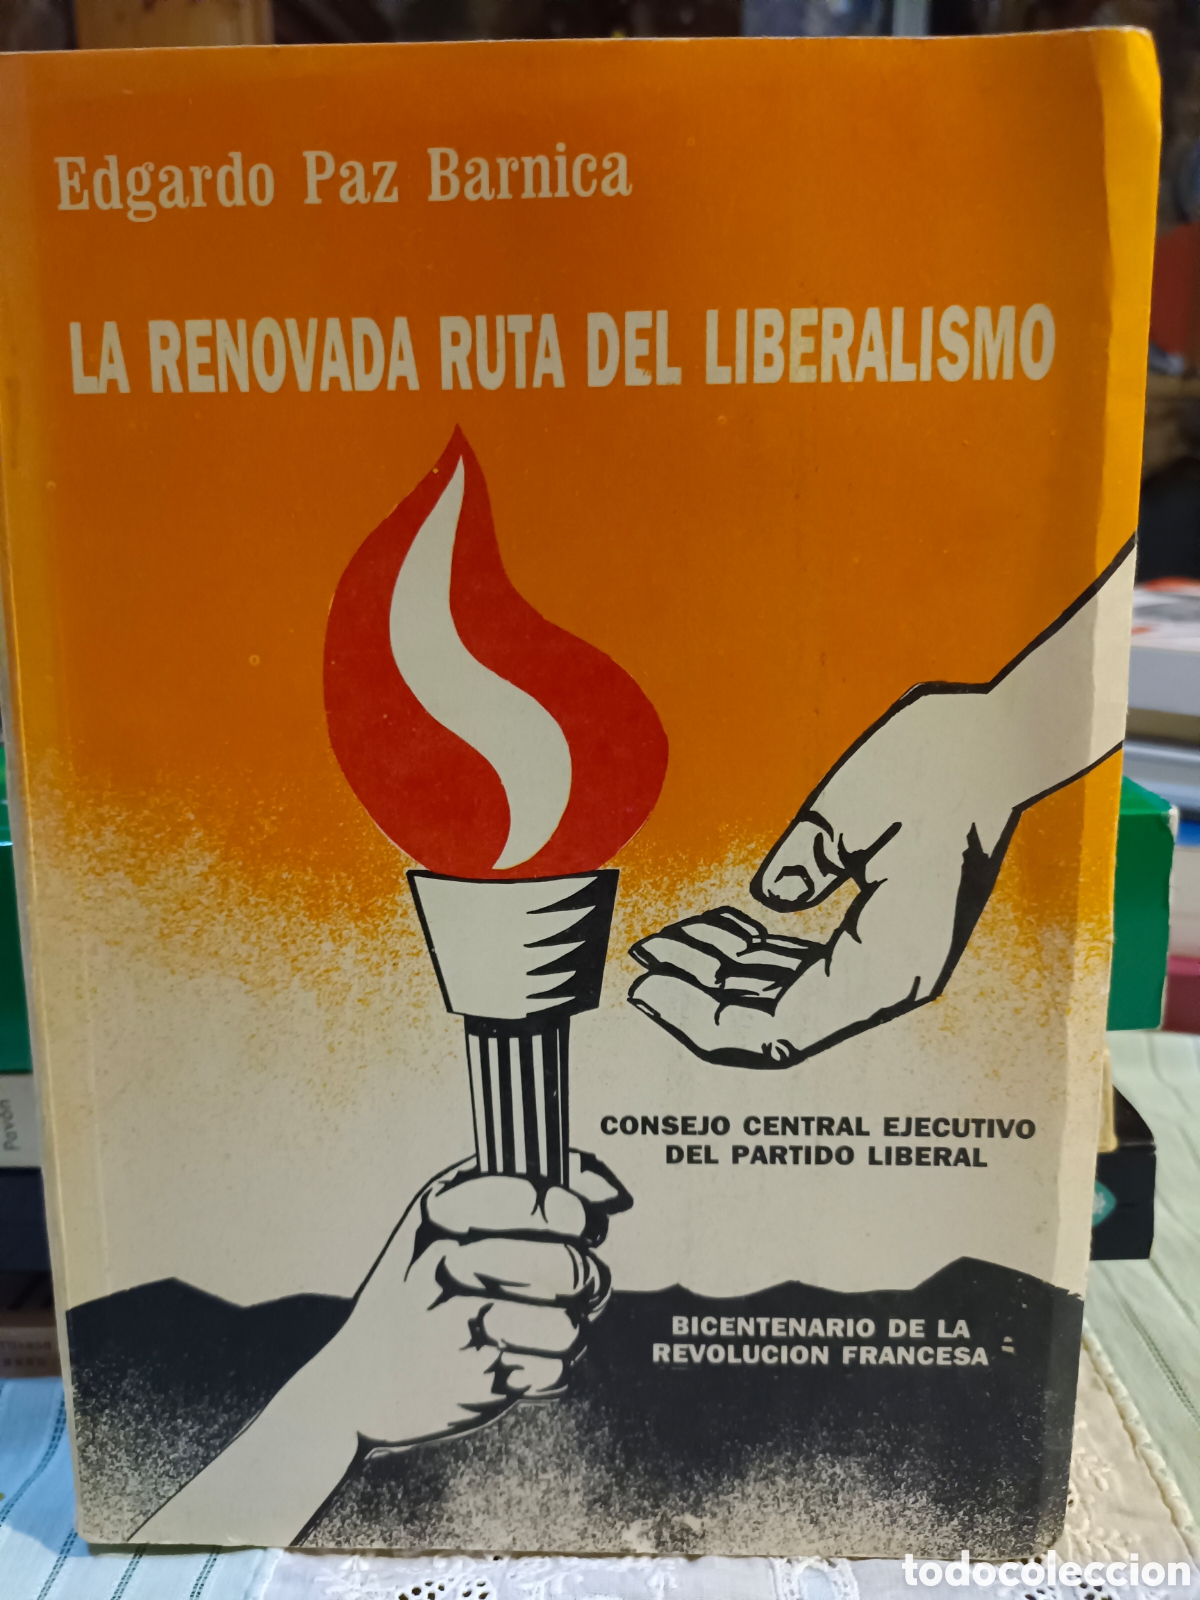 Edgardo Paz Barnica
LA RENOVADA RUTA DEL LIBERALISMO
CONSEJO CENTRAL EJECUTIVO
DEL PARTIDO LIBERAL
BICENTENARIO DE LA
REVOLUCION FRANCESA
Pavón
todocoleccion